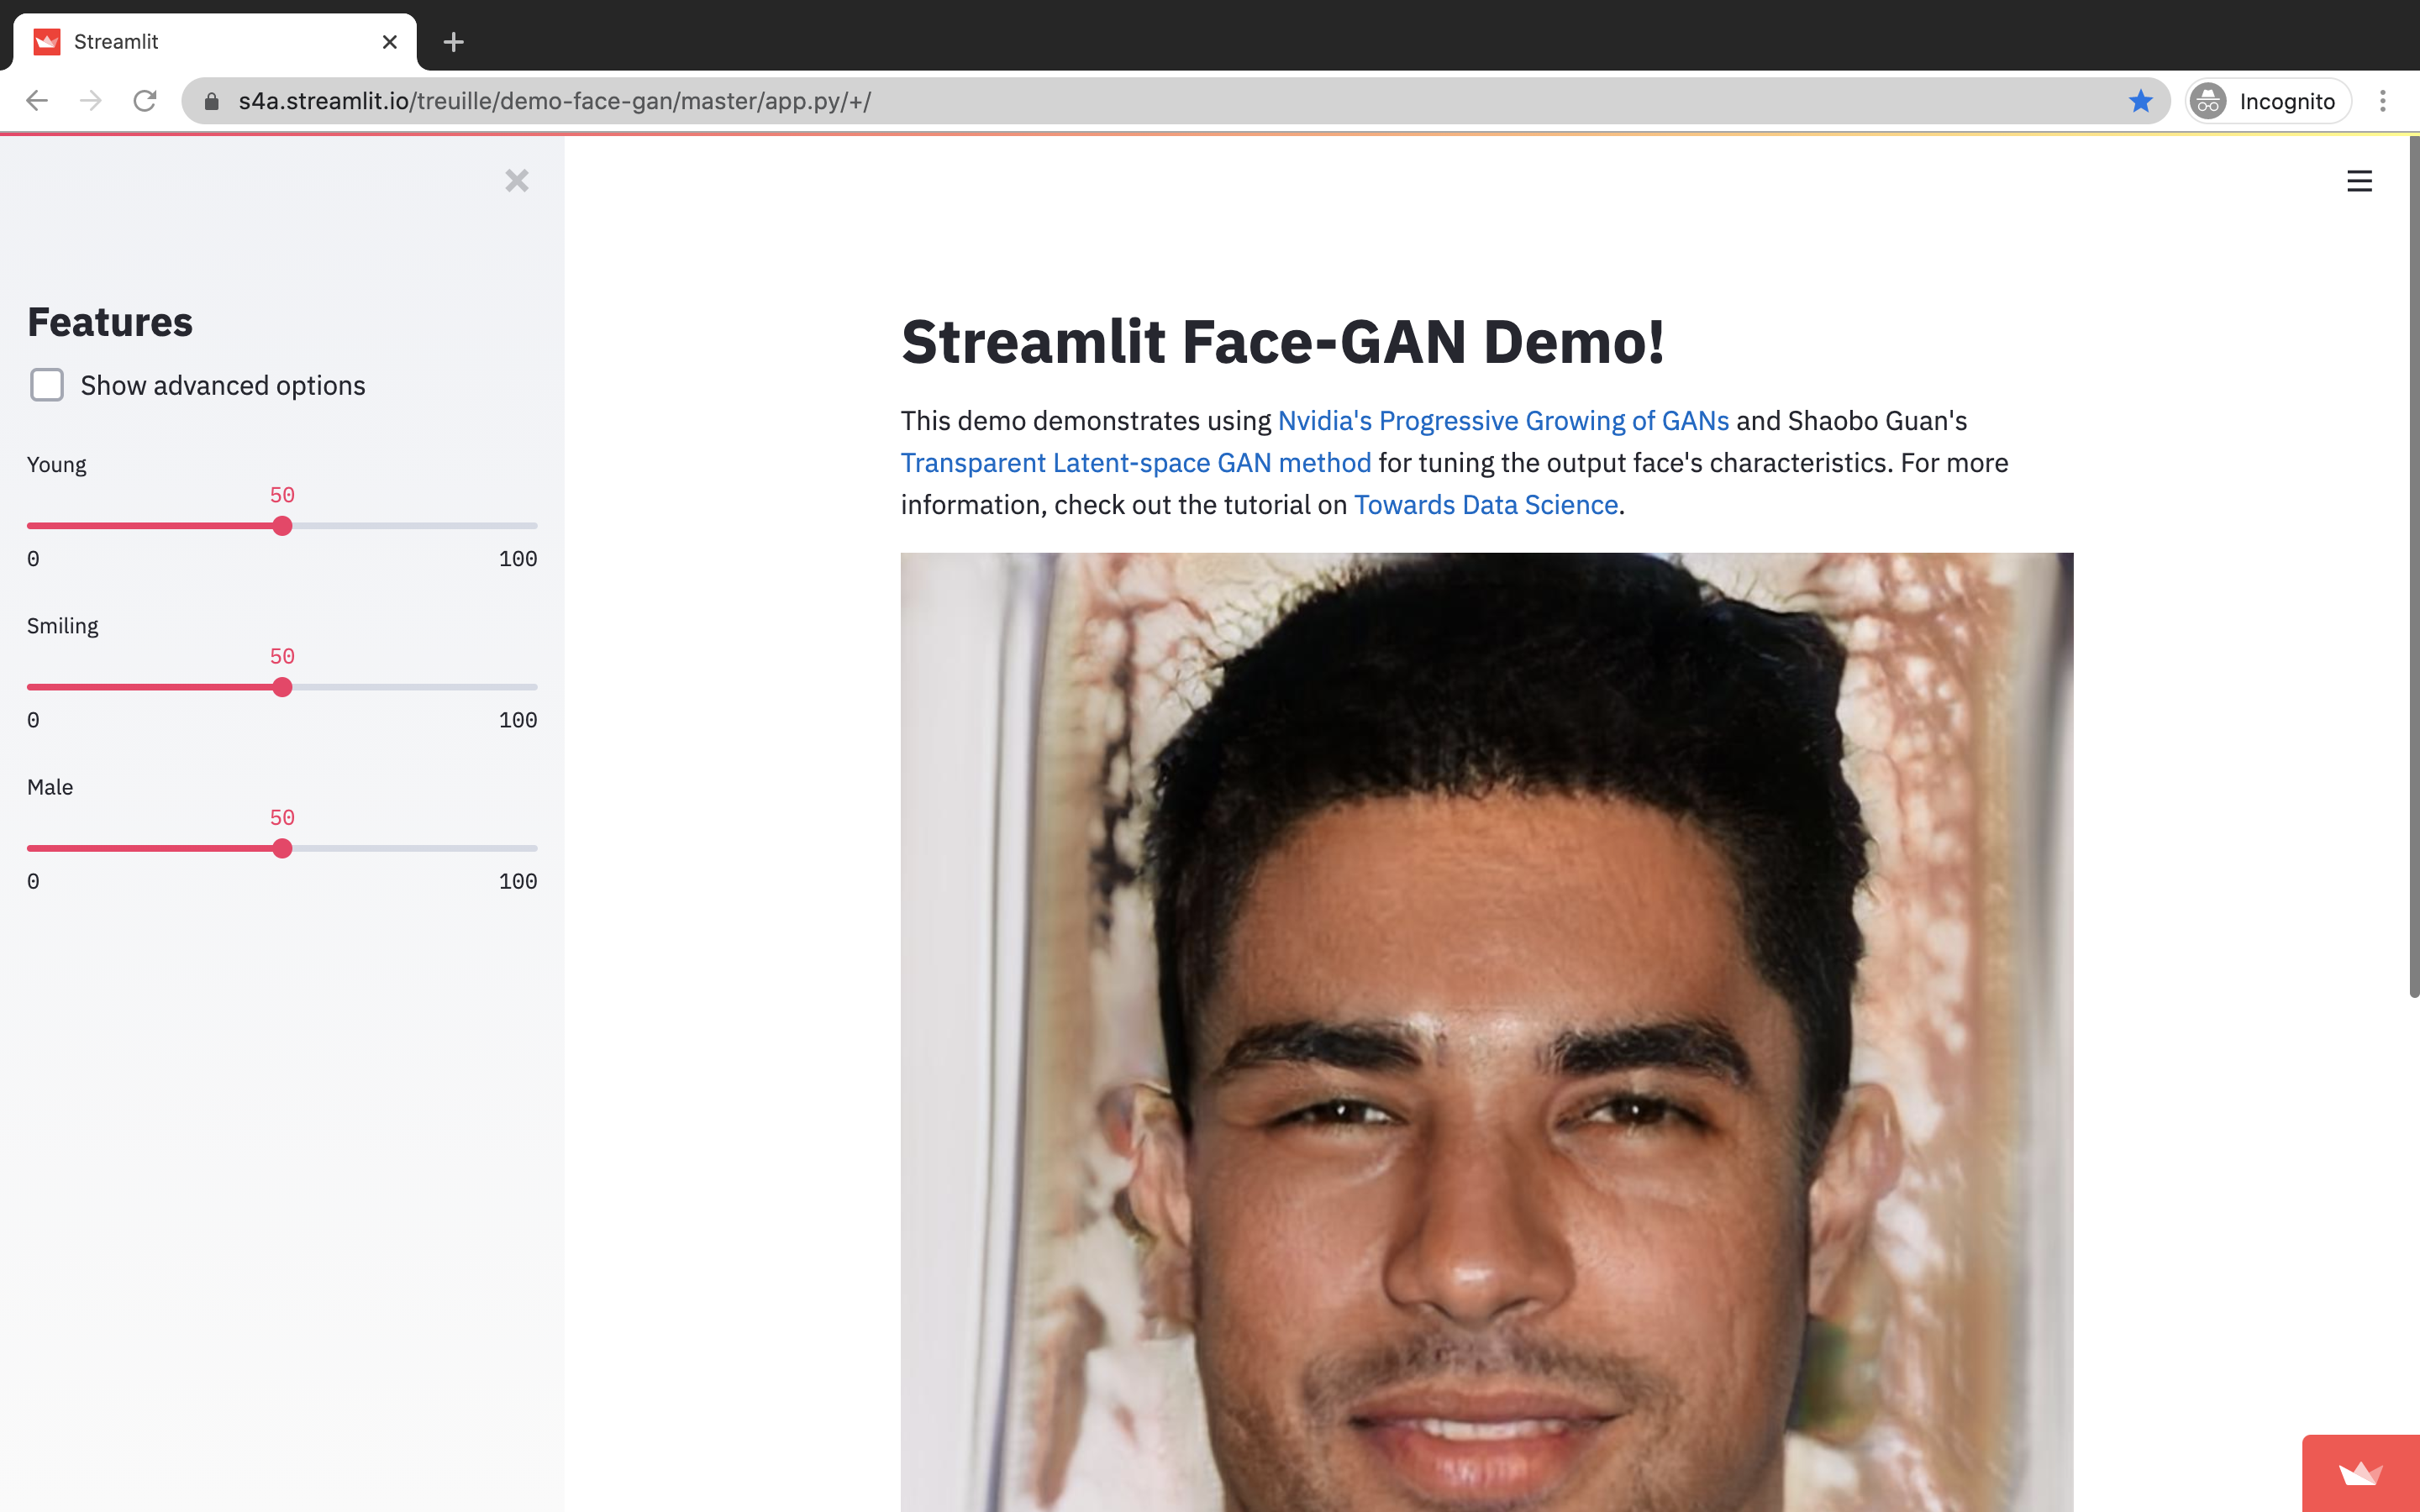 Streamlit
s4a.streamlit.io/treuille/demo-face-gan/master/app.py/+/
Incognito
Features
Show advanced options
Young
50
0 100
Smiling
50
0 100
Male
50
0 100
Streamlit Face-GAN Demo!
This demo demonstrates using Nvidia's Progressive Growing of GANs and Shaobo Guan's
Transparent Latent-space GAN method for tuning the output face's characteristics. For more
information, check out the tutorial on Towards Data Science.